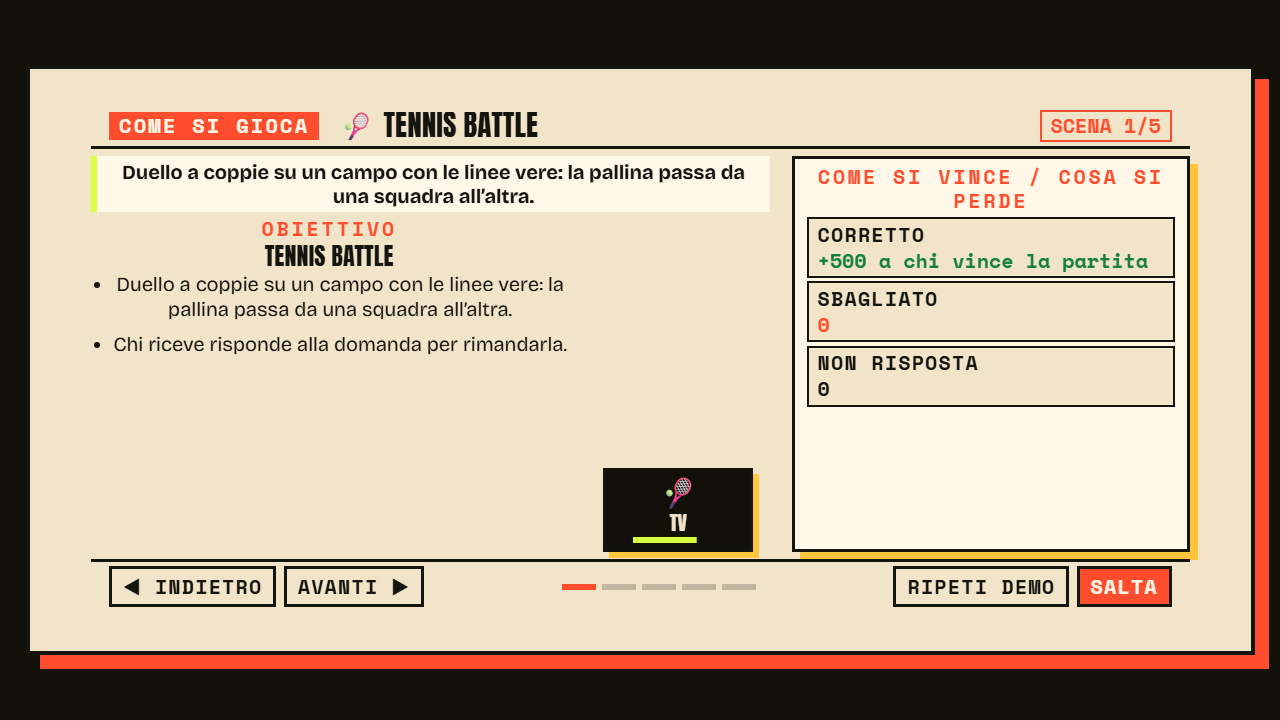 COME SI GIOCA
TENNIS BATTLE
SCENA 1/5
Duello a coppie su un campo con le linee vere: la pallina passa da
una squadra all'altra.
OBIETTIVO
TENNIS BATTLE
• Duello a coppie su un campo con le linee vere: la
pallina passa da una squadra all'altra.
• Chi riceve risponde alla domanda per rimandarla.
TV
COME SI VINCE / COSA SI
PERDE
CORRETTO
+500 a chi vince la partita
SBAGLIATO
0
NON RISPOSTA
0
◀ INDIETRO
AVANTI ▶
RIPETI DEMO
SALTA